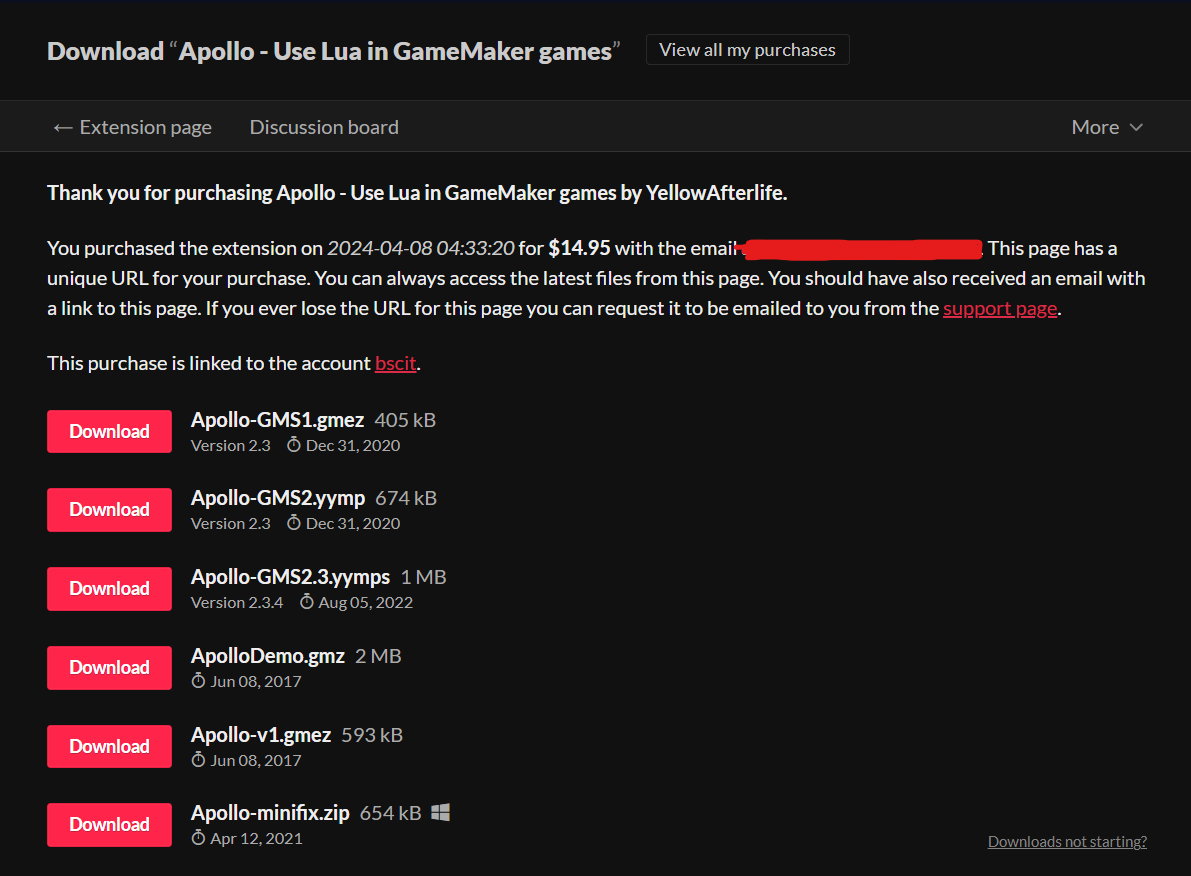 Download “Apollo - Use Lua in GameMaker games”
View all my purchases
← Extension page
Discussion board
More
Thank you for purchasing Apollo - Use Lua in GameMaker games by YellowAfterlife.
You purchased the extension on 2024-04-08 04:33:20 for $14.95 with the email . This page has a
unique URL for your purchase. You can always access the latest files from this page. You should have also received an email with
a link to this page. If you ever lose the URL for this page you can request it to be emailed to you from the support page.
This purchase is linked to the account bscit.
Download
Apollo-GMS1.gmez 405 kB
Version 2.3 Dec 31, 2020
Download
Apollo-GMS2.yymp 674 kB
Version 2.3 Dec 31, 2020
Download
Apollo-GMS2.3.yymps 1 MB
Version 2.3.4 Aug 05, 2022
Download
ApolloDemo.gmz 2 MB
Jun 08, 2017
Download
Apollo-v1.gmez 593 kB
Jun 08, 2017
Download
Apollo-minifix.zip 654 kB
Apr 12, 2021
Downloads not starting?